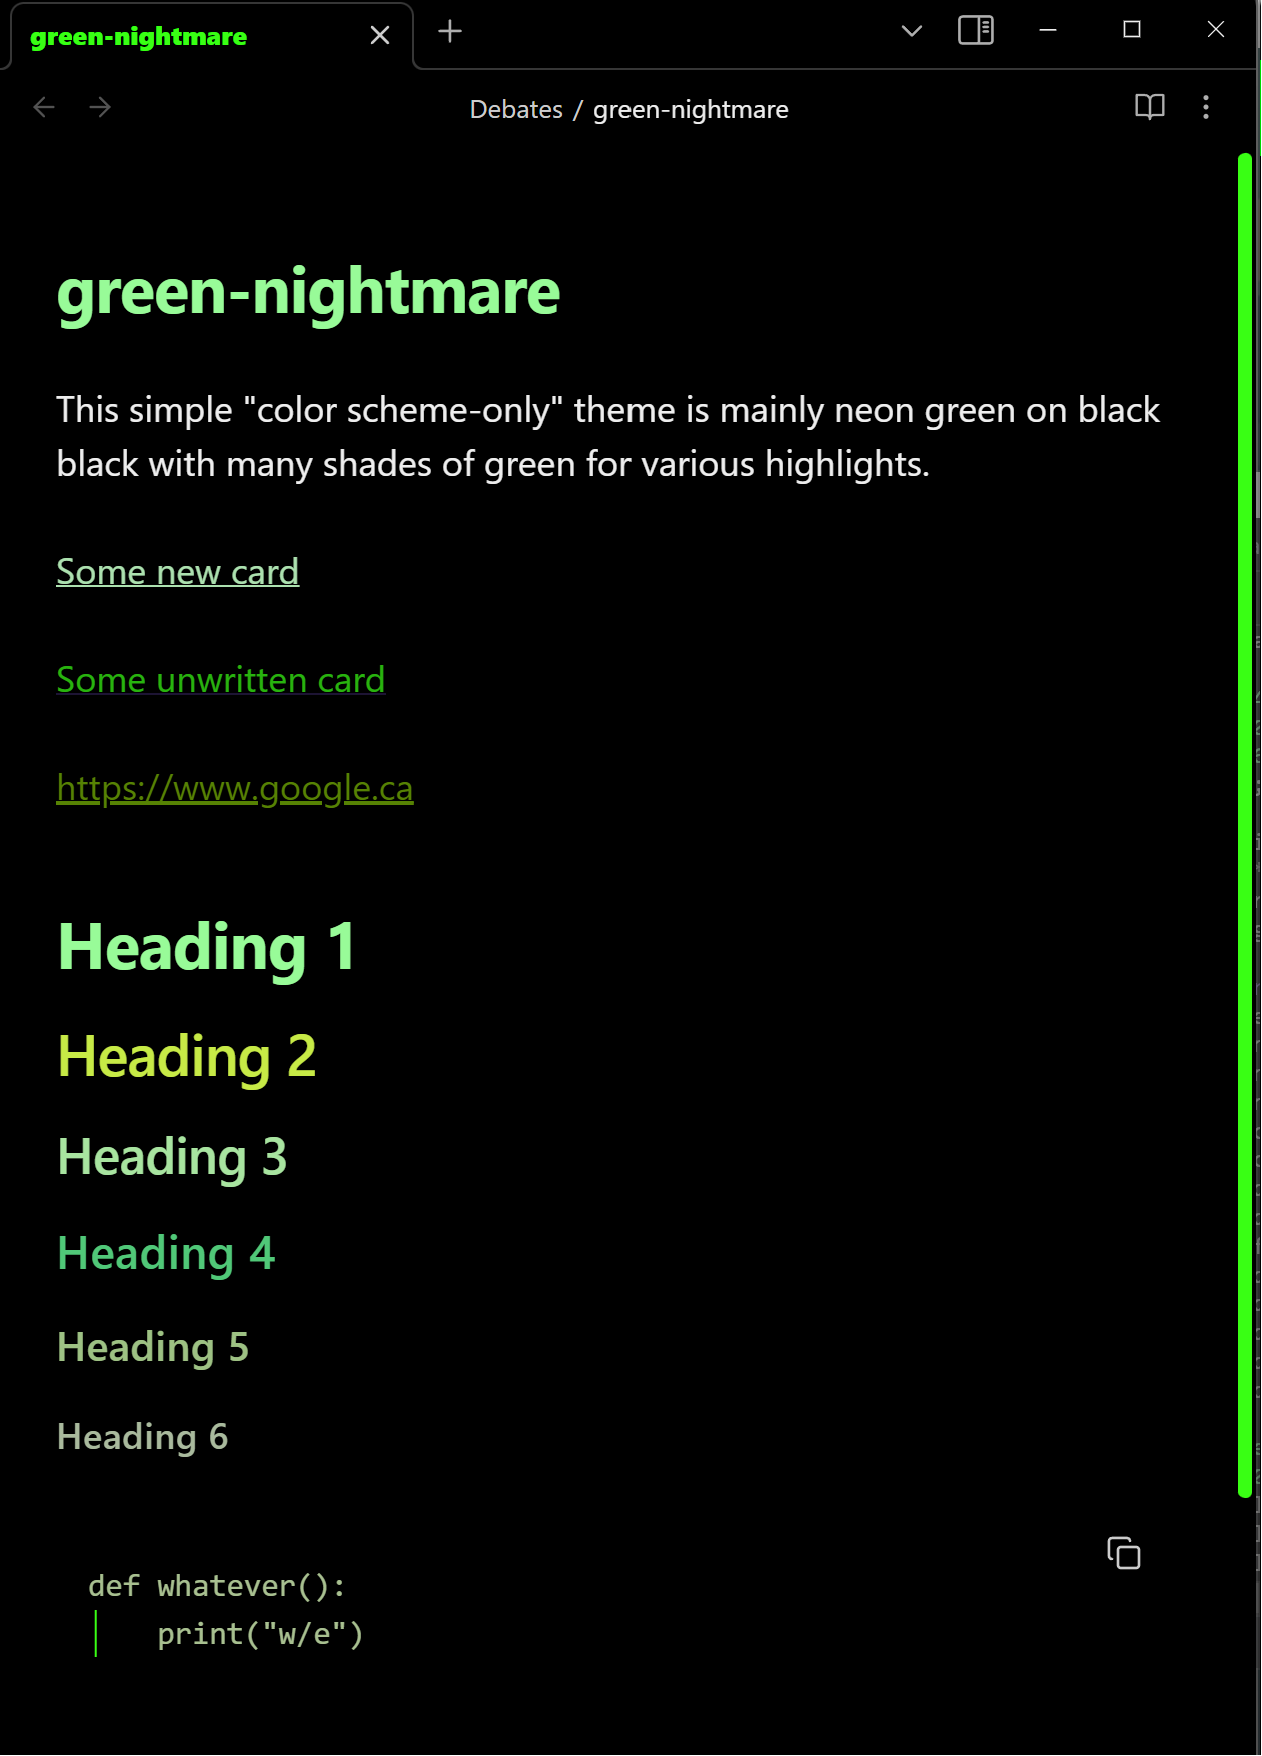 green-nightmare
Debates / green-nightmare
green-nightmare
This simple "color scheme-only" theme is mainly neon green on black
black with many shades of green for various highlights.
Some new card
Some unwritten card
https://www.google.ca
Heading 1
Heading 2
Heading 3
Heading 4
Heading 5
Heading 6
def whatever():
print("w/e")